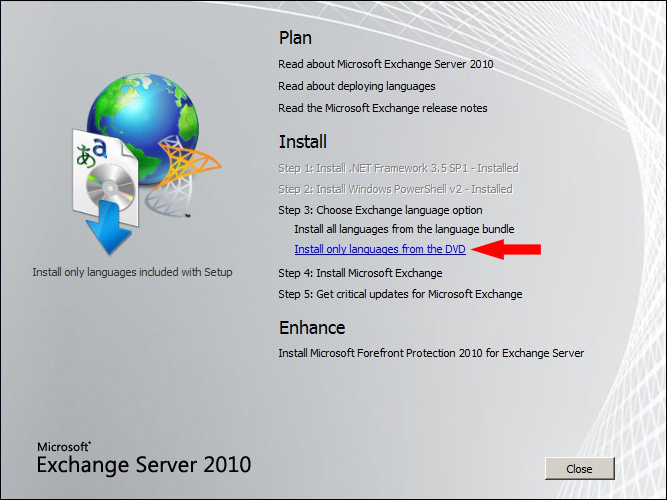 Plan
Read about Microsoft Exchange Server 2010
Read about deploying languages
Read the Microsoft Exchange release notes
Install
Step 1: Install .NET Framework 3.5 SP1 - Installed
Step 2: Install Windows PowerShell v2 - Installed
Step 3: Choose Exchange language option
Install all languages from the language bundle
Install only languages from the DVD
Step 4: Install Microsoft Exchange
Step 5: Get critical updates for Microsoft Exchange
Enhance
Install Microsoft Forefront Protection 2010 for Exchange Server
あ a
Install only languages included with Setup
Microsoft
Exchange Server 2010
Close